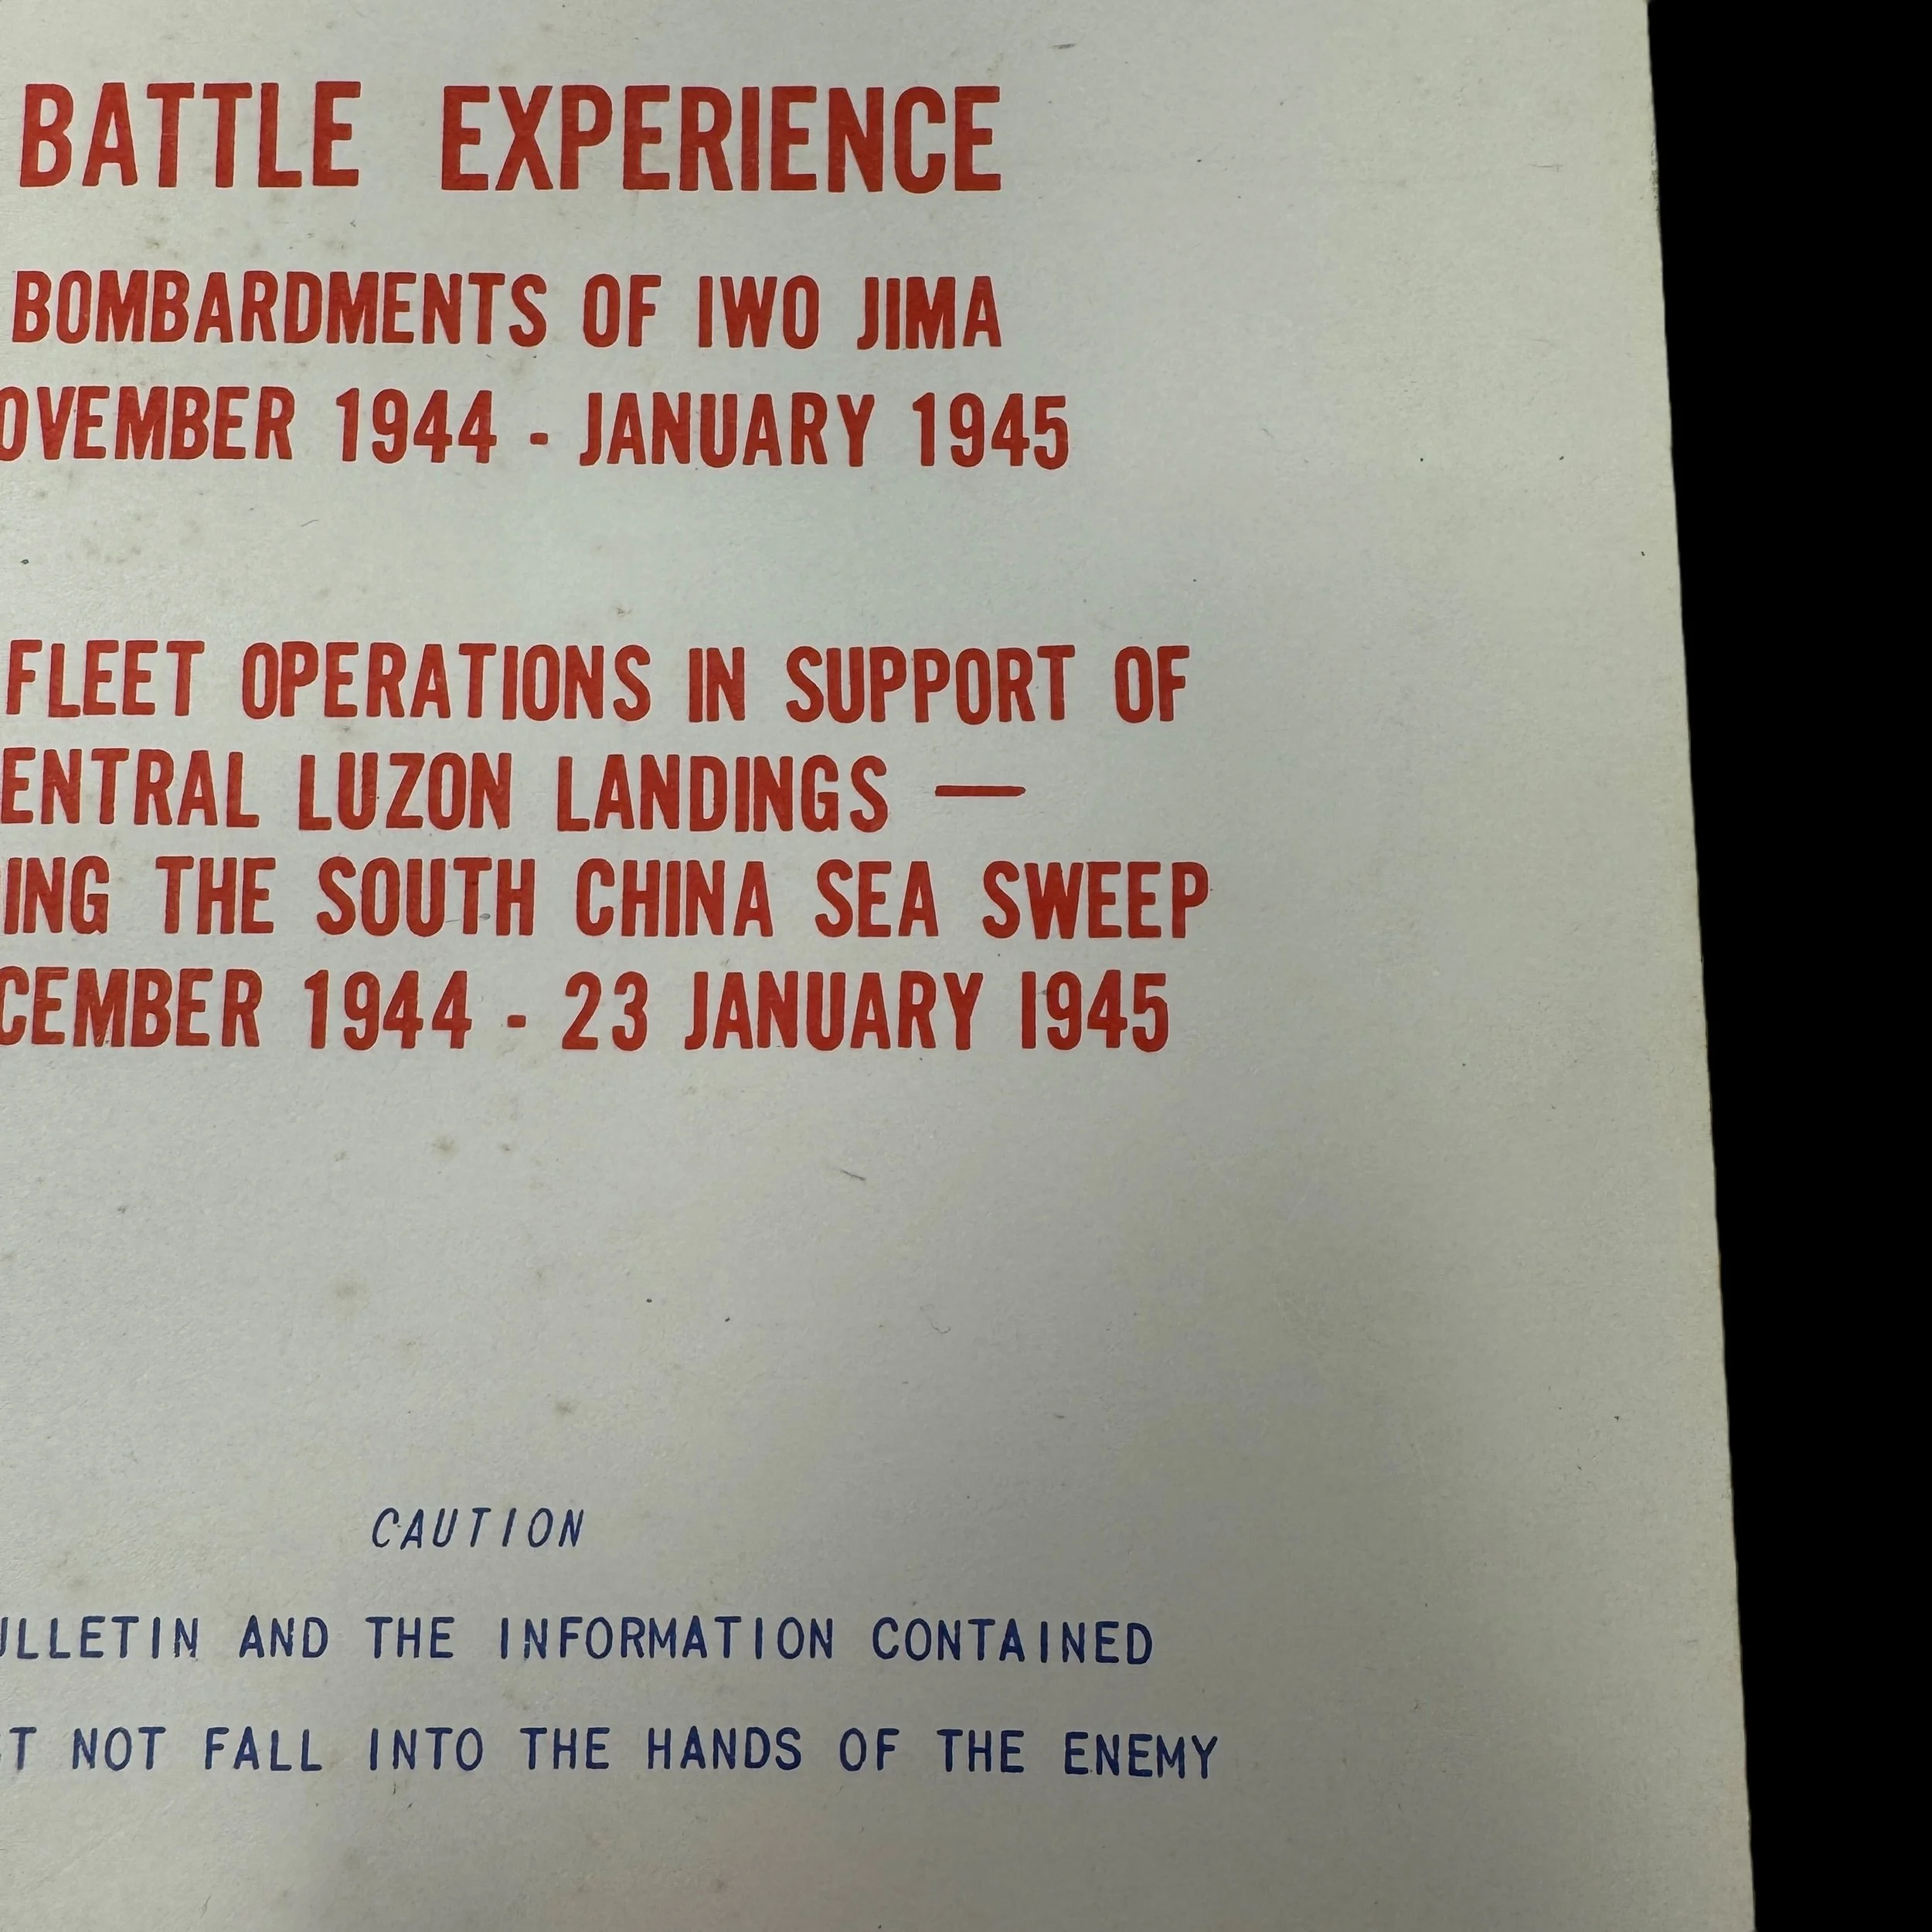 BATTLE EXPERIENCE
BOMBARDMENTS OF IWO JIMA
OVEMBER 1944 - JANUARY 1945
FLEET OPERATIONS IN SUPPORT OF
ENTRAL LUZON LANDINGS —
ING THE SOUTH CHINA SEA SWEEP
CEMBER 1944 - 23 JANUARY 1945
CAUTION
ULLETIN AND THE INFORMATION CONTAINED
ST NOT FALL INTO THE HANDS OF THE ENEMY